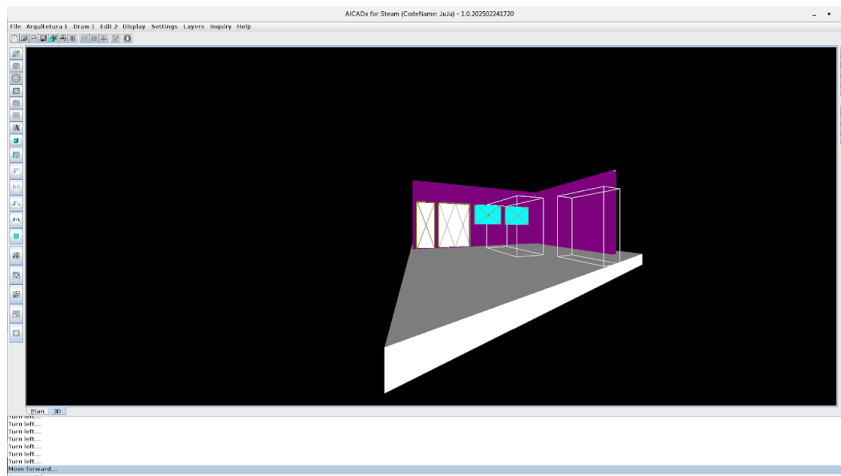 AICADx for Steam (CodeName: JuJu) - 1.0.202502241720
File Arquitetura 1 Draw 1 Edit 2 Display Settings Layers Inquiry Help
Plan 3D
Turn left...
Turn left...
Turn left...
Turn left...
Turn left...
Turn left...
Turn left...
Move forward...